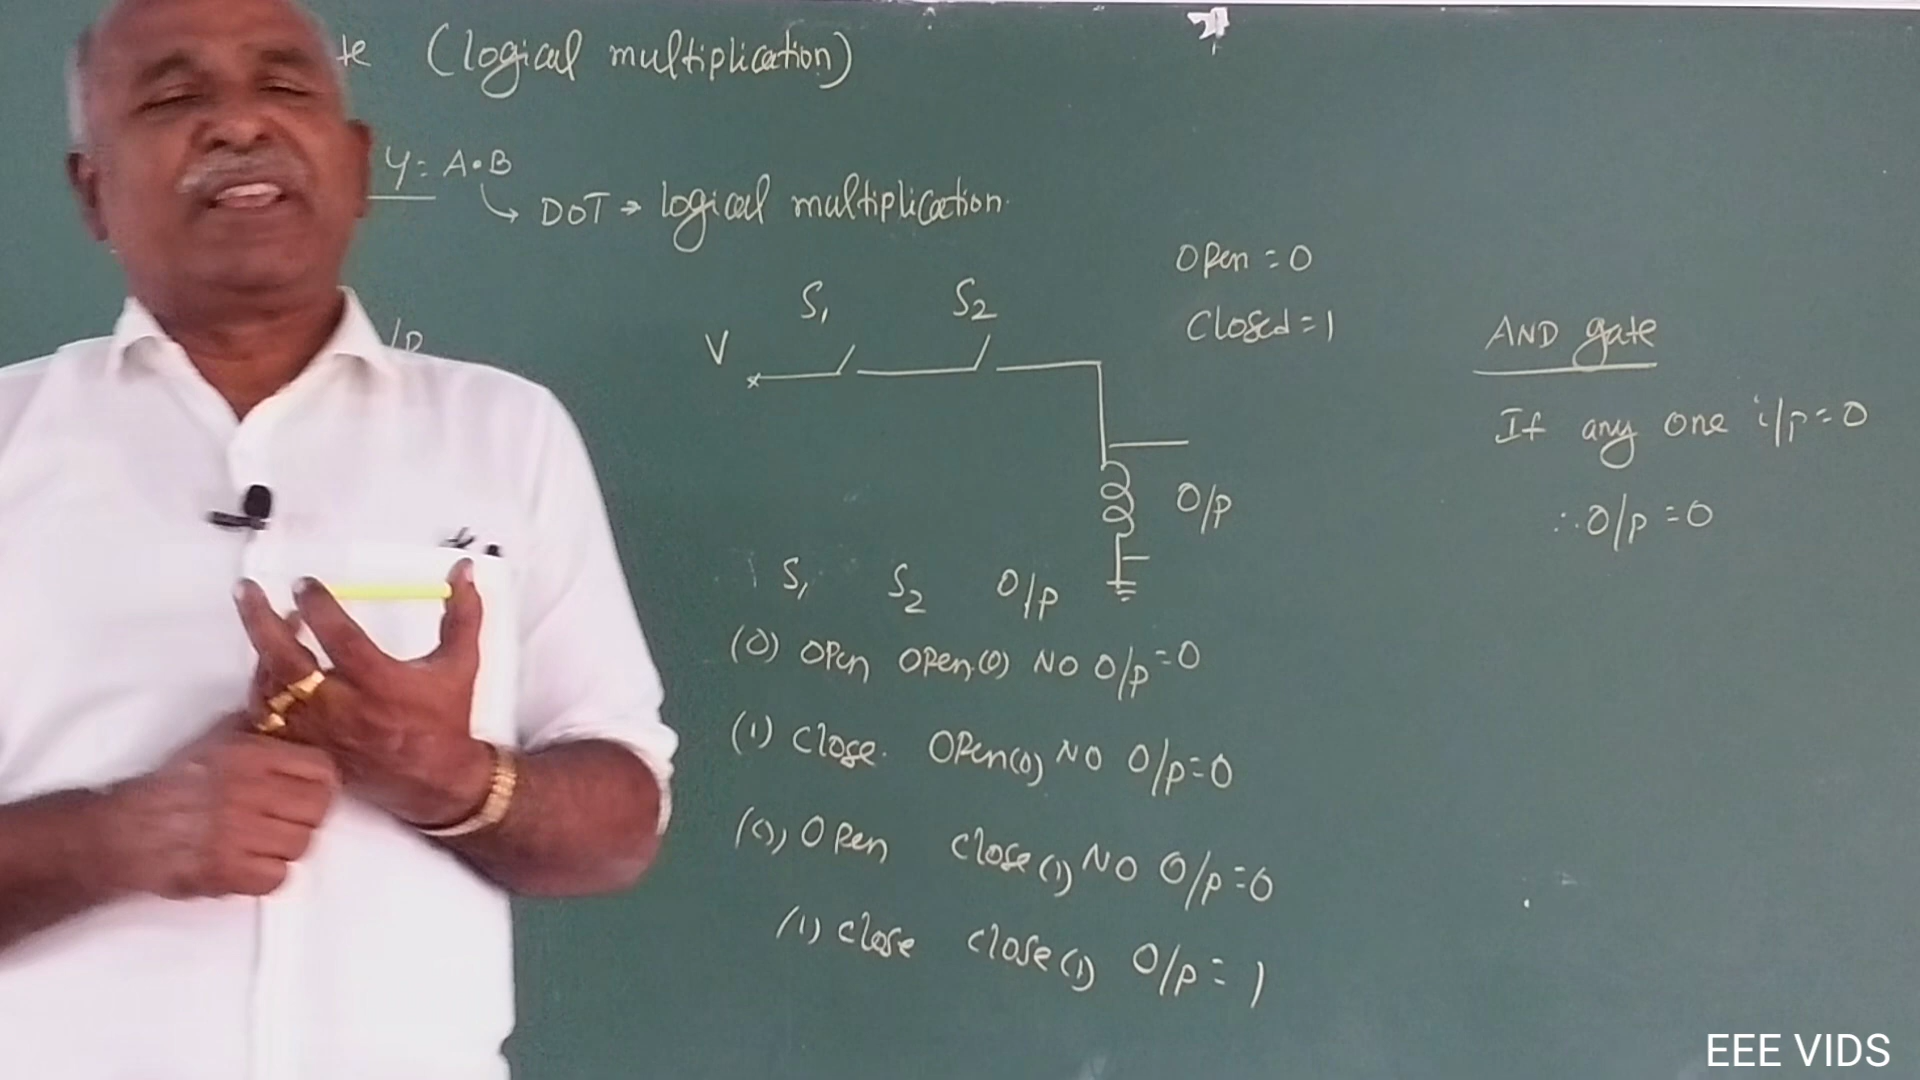 te (logical multiplication)
Y = A•B
DOT → logical multiplication.
/p
Open = 0
Closed = 1
S1 S2
V
O/p
AND gate
If any one i/p = 0
∴ O/p = 0
S1 S2 O/p
(0) open open(0) NO O/p = 0
(1) close. open(0) NO O/p = 0
(0) open close(1) NO O/p = 0
(1) close close(1) O/p = 1
EEE VIDS